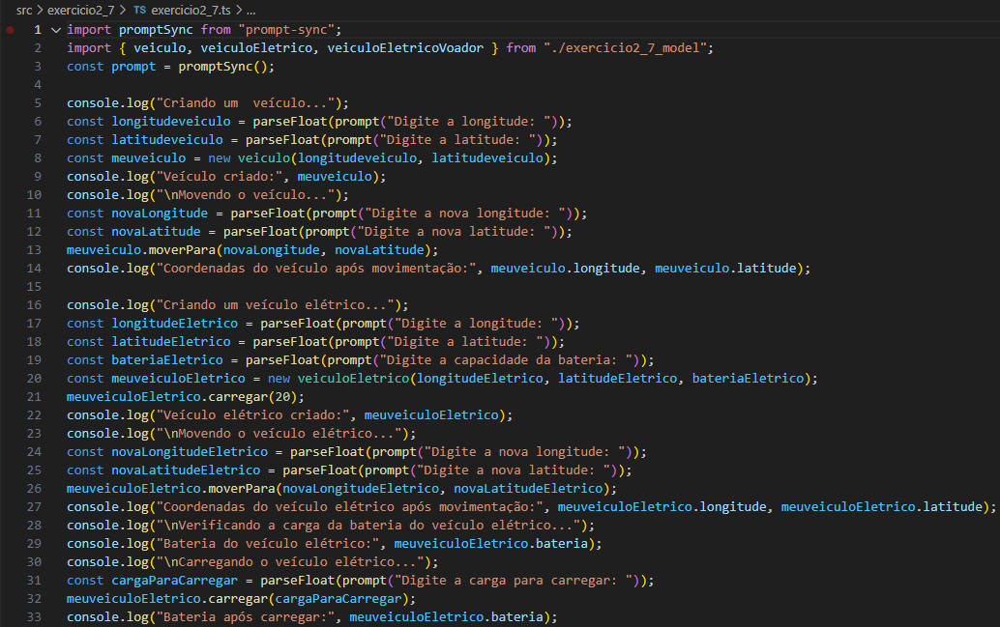 src > exercicio2_7 > TS exercicio2_7.ts > ...
1 import promptSync from "prompt-sync";
2 import { veiculo, veiculoEletrico, veiculoEletricoVoador } from "./exercicio2_7_model";
3 const prompt = promptSync();
4
5 console.log("Criando um  veículo...");
6 const longitudeveiculo = parseFloat(prompt("Digite a longitude: "));
7 const latitudeveiculo = parseFloat(prompt("Digite a latitude: "));
8 const meuveiculo = new veiculo(longitudeveiculo, latitudeveiculo);
9 console.log("Veículo criado:", meuveiculo);
10 console.log("\nMovendo o veículo...");
11 const novaLongitude = parseFloat(prompt("Digite a nova longitude: "));
12 const novaLatitude = parseFloat(prompt("Digite a nova latitude: "));
13 meuveiculo.moverPara(novaLongitude, novaLatitude);
14 console.log("Coordenadas do veículo após movimentação:", meuveiculo.longitude, meuveiculo.latitude);
15
16 console.log("Criando um veículo elétrico...");
17 const longitudeEletrico = parseFloat(prompt("Digite a longitude: "));
18 const latitudeEletrico = parseFloat(prompt("Digite a latitude: "));
19 const bateriaEletrico = parseFloat(prompt("Digite a capacidade da bateria: "));
20 const meuveiculoEletrico = new veiculoEletrico(longitudeEletrico, latitudeEletrico, bateriaEletrico);
21 meuveiculoEletrico.carregar(20);
22 console.log("Veículo elétrico criado:", meuveiculoEletrico);
23 console.log("\nMovendo o veículo elétrico...");
24 const novaLongitudeEletrico = parseFloat(prompt("Digite a nova longitude: "));
25 const novaLatitudeEletrico = parseFloat(prompt("Digite a nova latitude: "));
26 meuveiculoEletrico.moverPara(novaLongitudeEletrico, novaLatitudeEletrico);
27 console.log("Coordenadas do veículo elétrico após movimentação:", meuveiculoEletrico.longitude, meuveiculoEletrico.latitude);
28 console.log("\nVerificando a carga da bateria do veículo elétrico...");
29 console.log("Bateria do veículo elétrico:", meuveiculoEletrico.bateria);
30 console.log("\nCarregando o veículo elétrico...");
31 const cargaParaCarregar = parseFloat(prompt("Digite a carga para carregar: "));
32 meuveiculoEletrico.carregar(cargaParaCarregar);
33 console.log("Bateria após carregar:", meuveiculoEletrico.bateria);